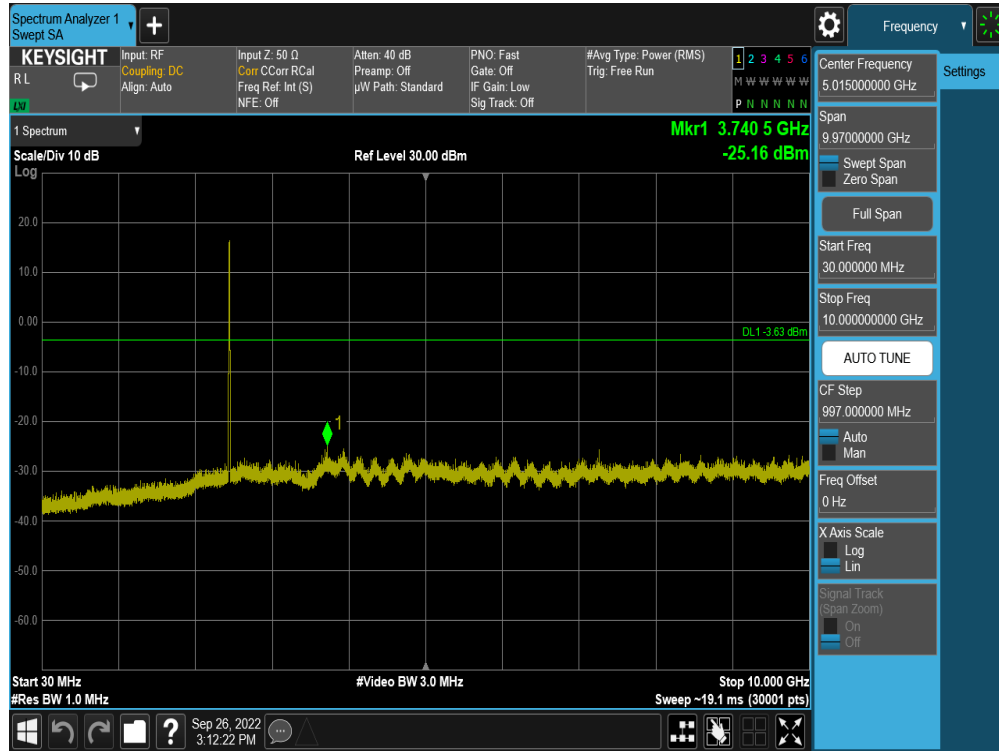 Spectrum Analyzer 1
Swept SA
+
Frequency
KEYSIGHT
R L
LXI
Input: RF
Coupling: DC
Align: Auto
Input Z: 50 Ω
Corr CCorr RCal
Freq Ref: Int (S)
NFE: Off
Atten: 40 dB
Preamp: Off
µW Path: Standard
PNO: Fast
Gate: Off
IF Gain: Low
Sig Track: Off
#Avg Type: Power (RMS)
Trig: Free Run
1 2 3 4 5 6
M W W W W W
P N N N N N
1 Spectrum
Scale/Div 10 dB
Ref Level 30.00 dBm
Mkr1 3.740 5 GHz
-25.16 dBm
Log
20.0
10.0
0.00
DL1 -3.63 dBm
-10.0
-20.0
1
-30.0
-40.0
-50.0
-60.0
Start 30 MHz
#Video BW 3.0 MHz
Stop 10.000 GHz
#Res BW 1.0 MHz
Sweep ~19.1 ms (30001 pts)
Center Frequency
5.015000000 GHz
Settings
Span
9.97000000 GHz
Swept Span
Zero Span
Full Span
Start Freq
30.000000 MHz
Stop Freq
10.000000000 GHz
AUTO TUNE
CF Step
997.000000 MHz
Auto
Man
Freq Offset
0 Hz
X Axis Scale
Log
Lin
Signal Track
(Span Zoom)
On
Off
?
Sep 26, 2022
3:12:22 PM